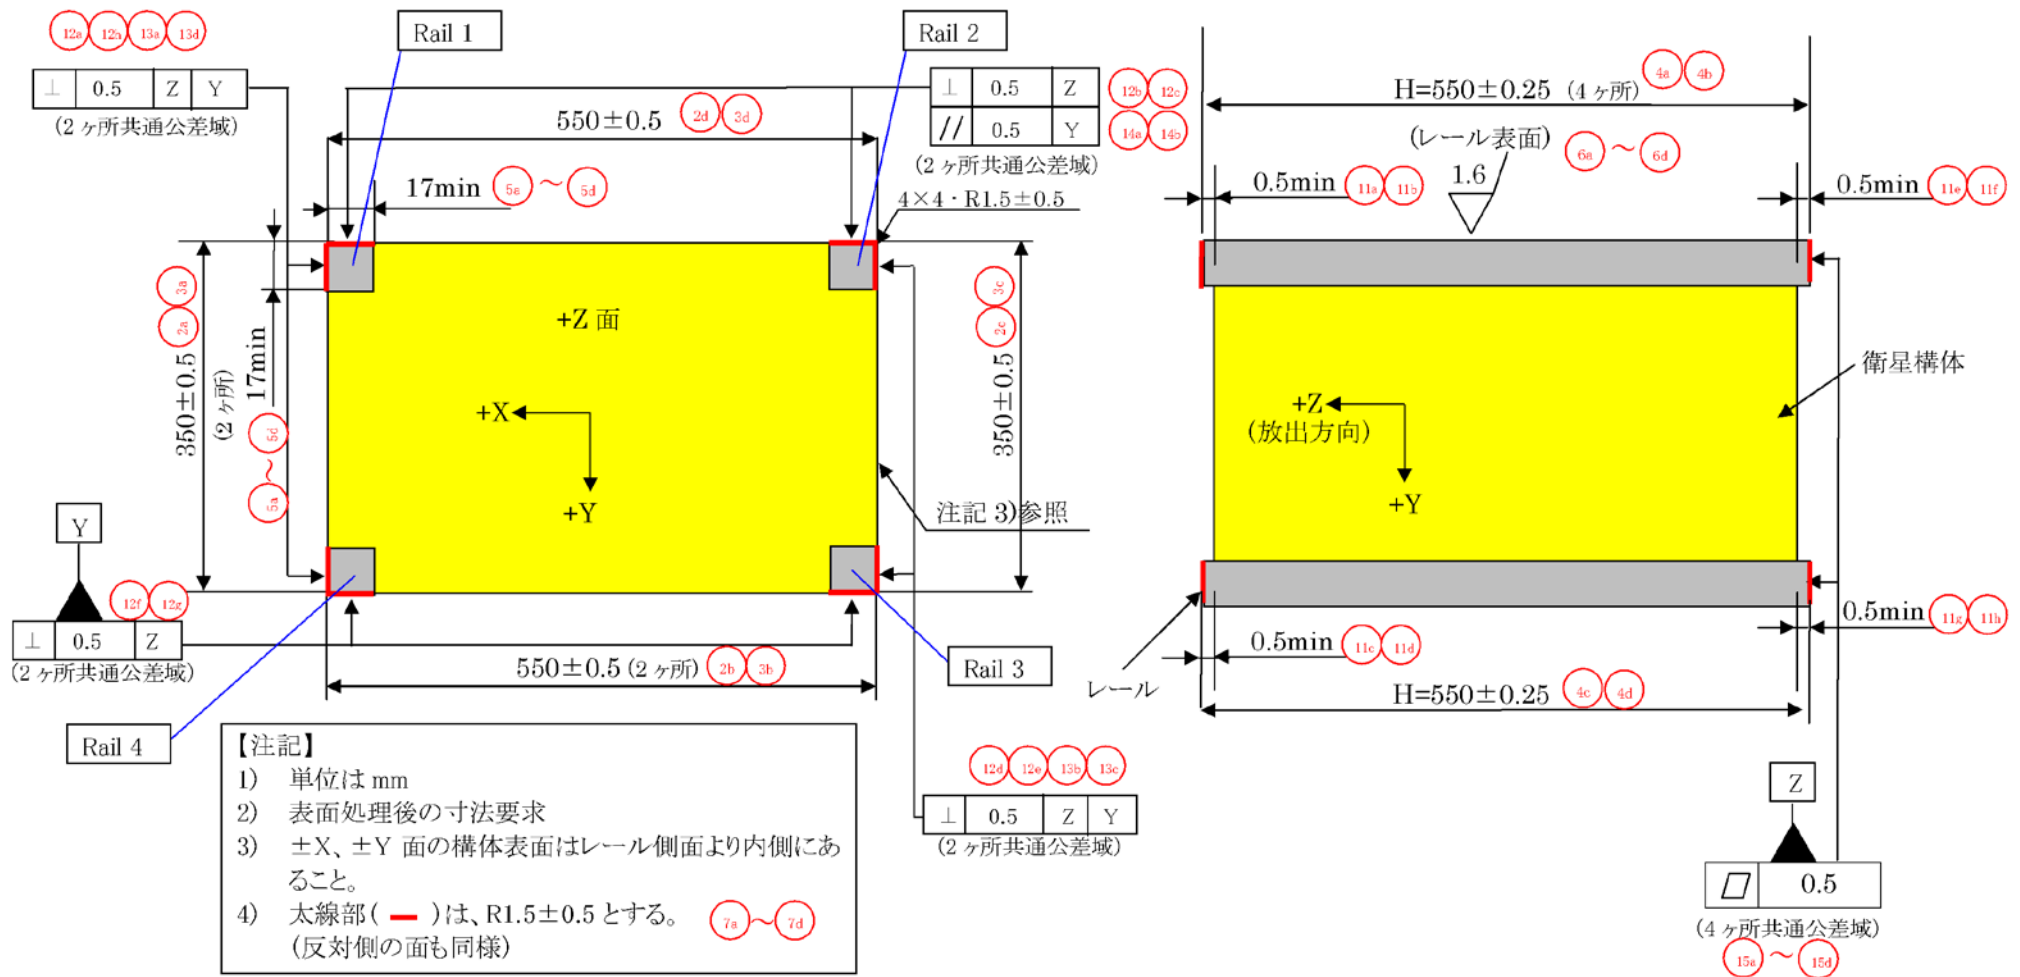 12a 12h 13a 13d
⊥ 0.5 Z Y
(2ヶ所共通公差域)
Rail 1
Rail 2
550±0.5 2d 3d
⊥ 0.5 Z 12b 12c
// 0.5 Y 14a 14b
(2ヶ所共通公差域)
17min 5a ～ 5d
4×4・R1.5±0.5
350±0.5 2a 3a
(2ヶ所)
17min
5a ～ 5d
+Z 面
+X
+Y
350±0.5 2c 3c
注記 3)参照
Y
12f 12g
⊥ 0.5 Z
(2ヶ所共通公差域)
550±0.5 (2ヶ所) 2b 3b
Rail 3
Rail 4
12d 12e 13b 13c
⊥ 0.5 Z Y
(2ヶ所共通公差域)
【注記】
1) 単位は mm
2) 表面処理後の寸法要求
3) ±X、±Y 面の構体表面はレール側面より内側にあ
ること。
4) 太線部( ━ )は、R1.5±0.5 とする。 7a ～ 7d
(反対側の面も同様)
H=550±0.25 (4ヶ所) 4a 4b
(レール表面) 6a ～ 6d
1.6
0.5min 11a 11b
0.5min 11e 11f
+Z
(放出方向)
+Y
衛星構体
0.5min 11c 11d
0.5min 11g 11h
レール
H=550±0.25 4c 4d
Z
⏥ 0.5
(4ヶ所共通公差域)
15a ～ 15d